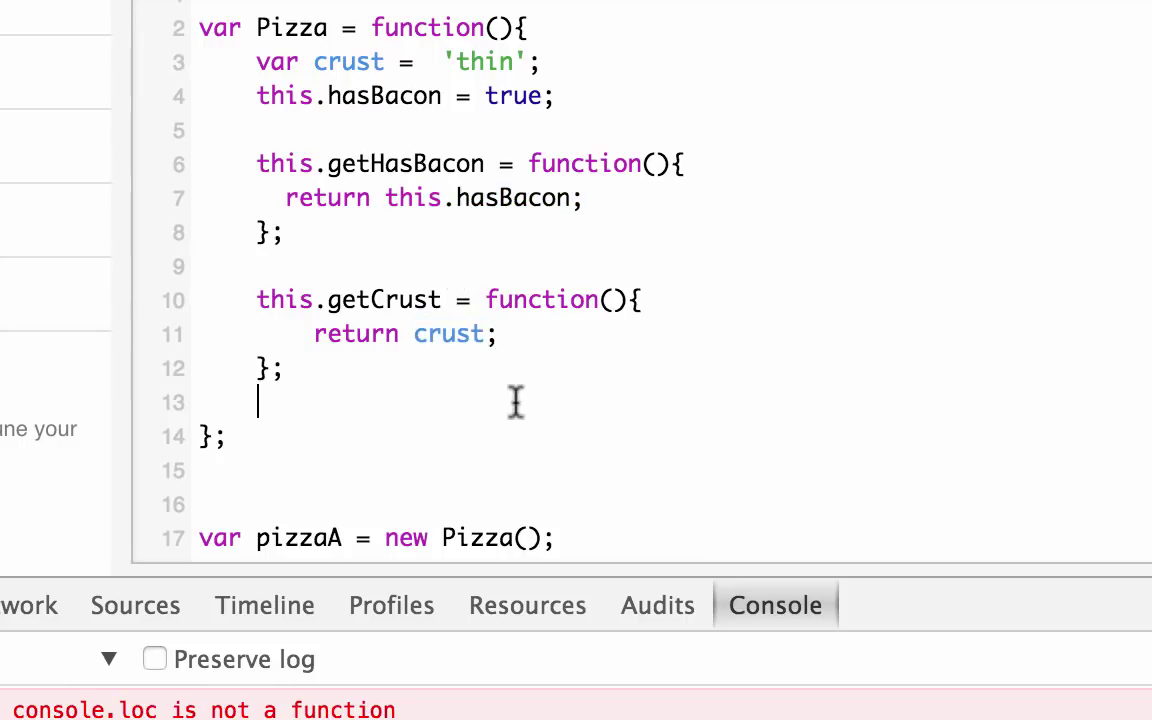 2 var Pizza = function(){
3 var crust = 'thin';
4 this.hasBacon = true;
5
6 this.getHasBacon = function(){
7 return this.hasBacon;
8 };
9
10 this.getCrust = function(){
11 return crust;
12 };
13
une your
14 };
15
16
17 var pizzaA = new Pizza();
work Sources Timeline Profiles Resources Audits Console
▼ Preserve log
console.loc is not a function